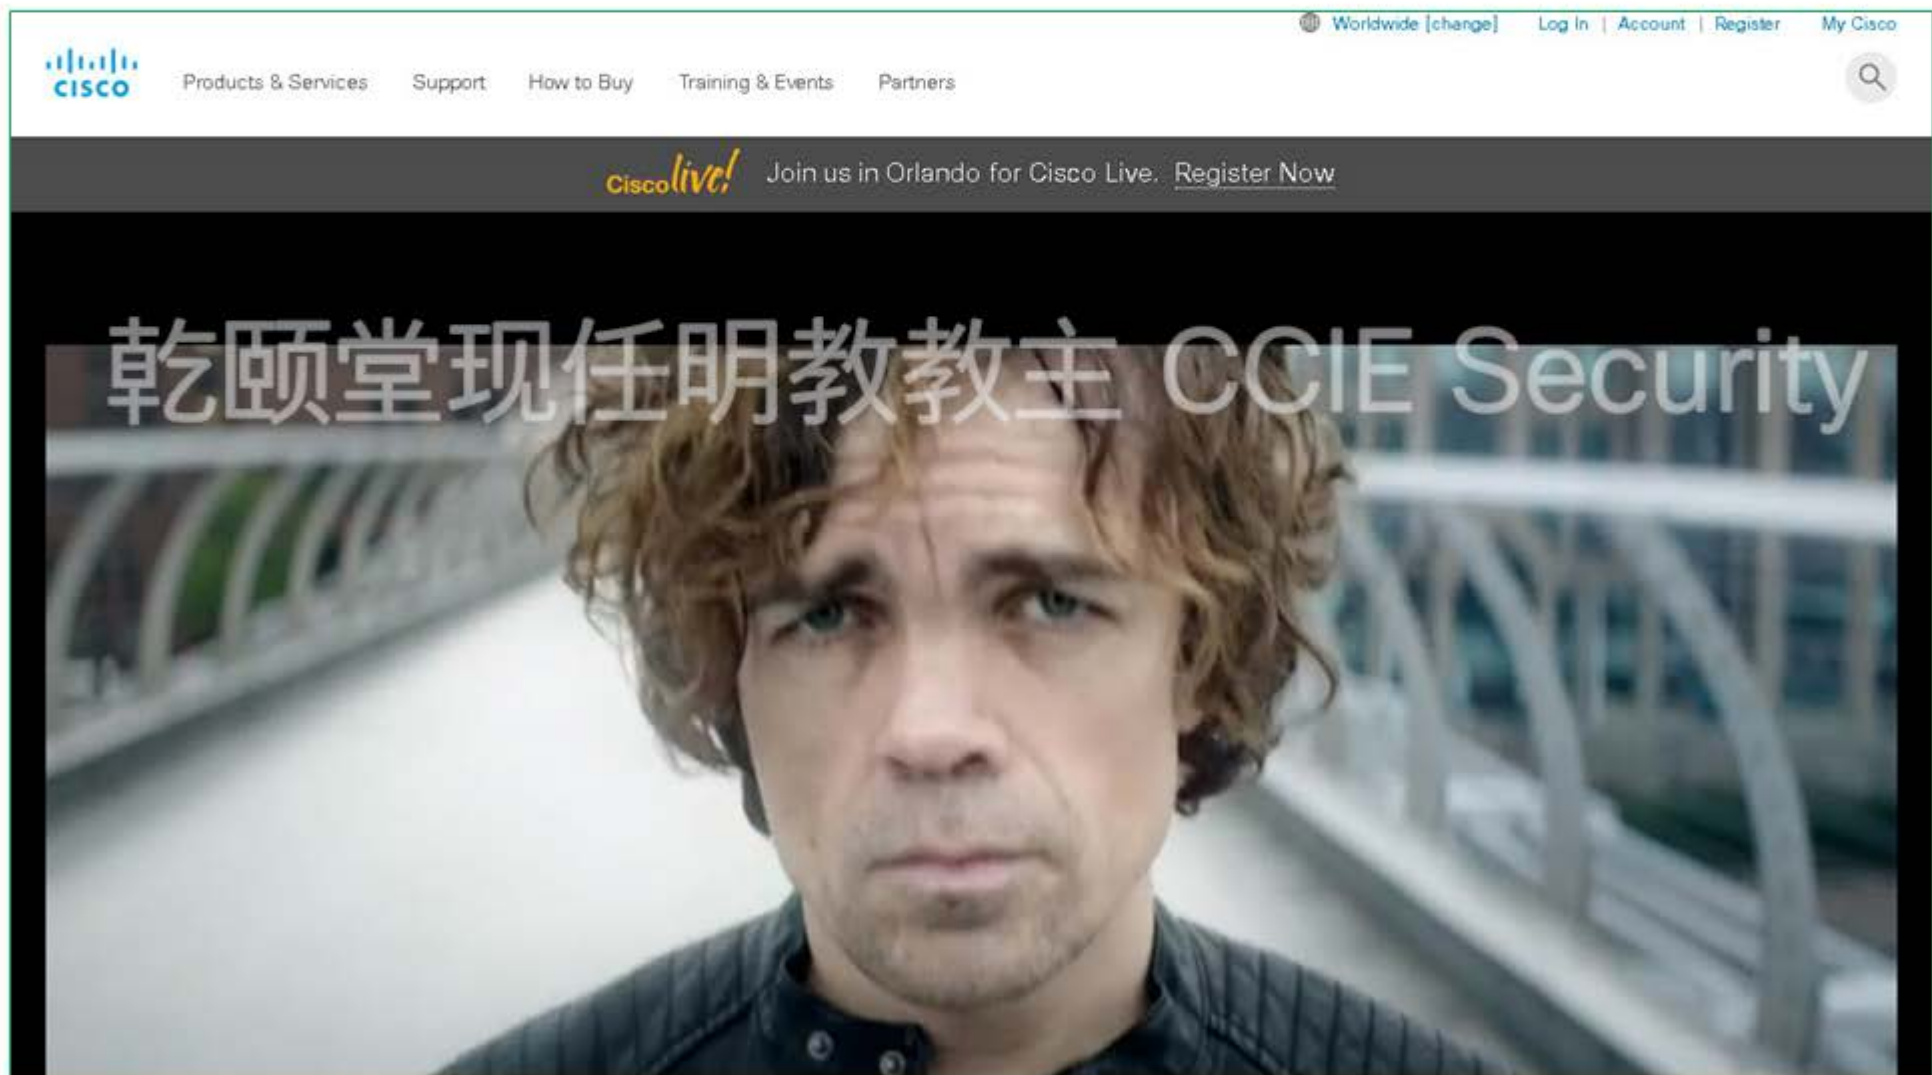 Worldwide [change] Log In | Account | Register My Cisco
CISCO Products & Services Support How to Buy Training & Events Partners
Cisco live! Join us in Orlando for Cisco Live. Register Now
乾颐堂现任明教教主 CCIE Security